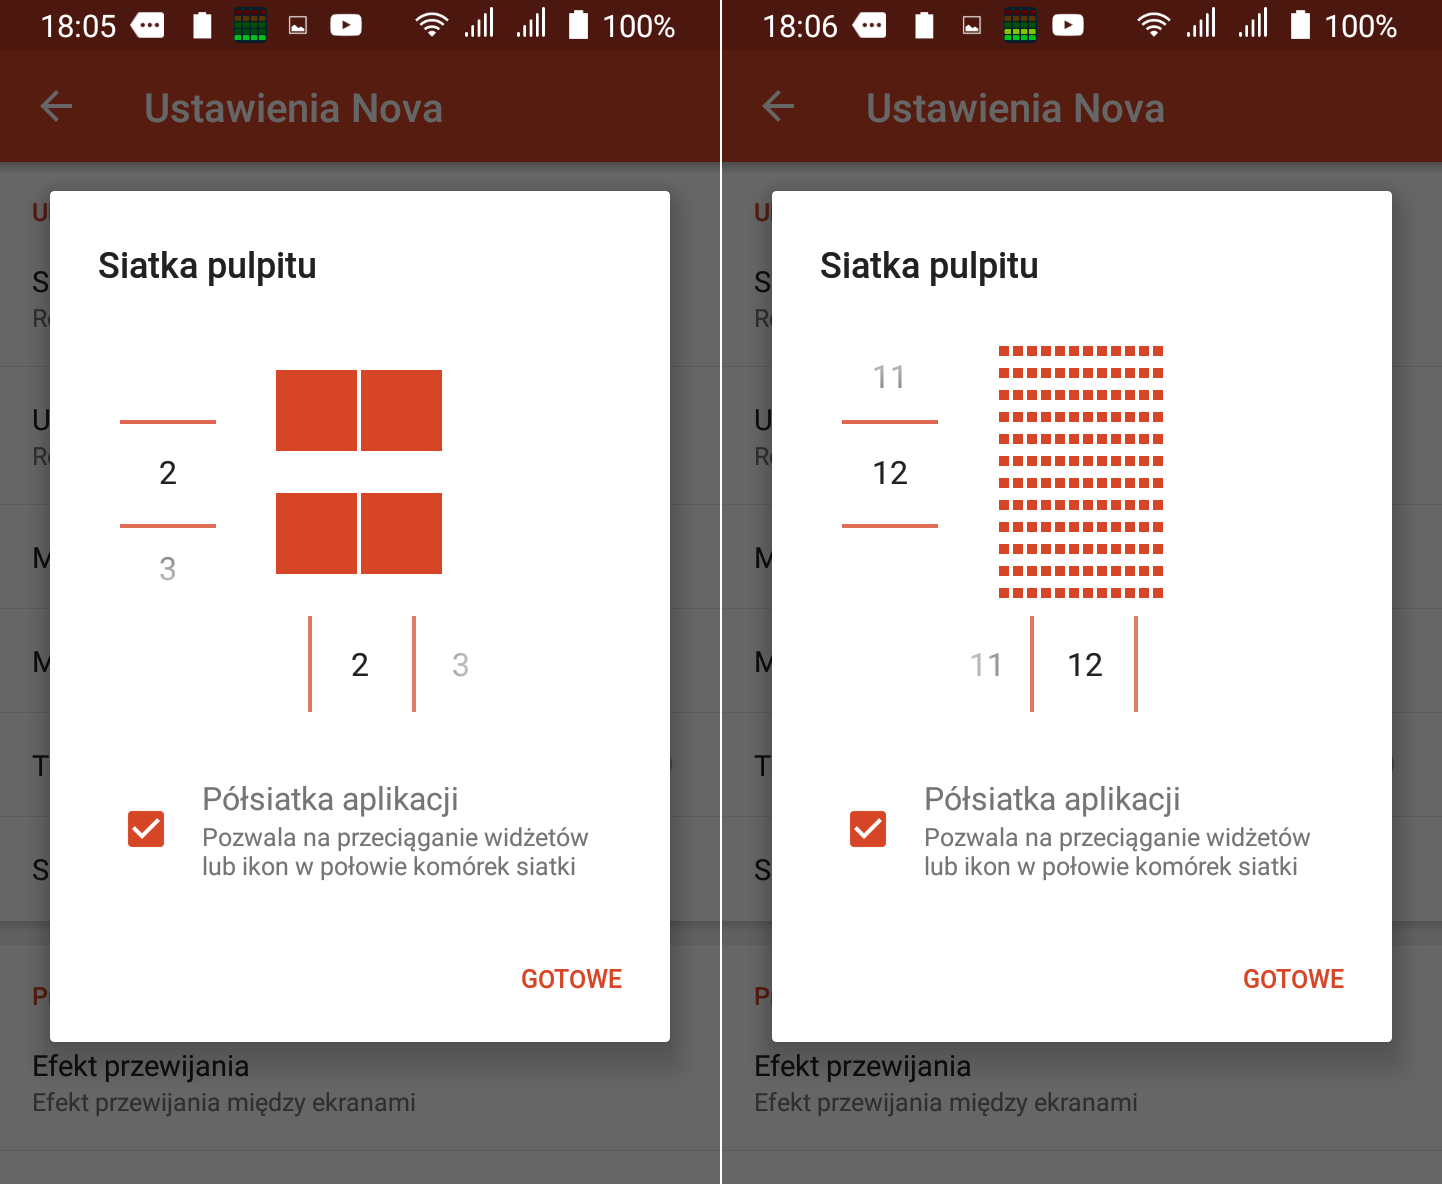 18:05 100%
Ustawienia Nova
U
S
R
U
R
M
M
T
S
P
Siatka pulpitu
2
3
2 3
Półsiatka aplikacji
Pozwala na przeciąganie widżetów
lub ikon w połowie komórek siatki
GOTOWE
Efekt przewijania
Efekt przewijania między ekranami
18:06 100%
Ustawienia Nova
U
S
R
U
R
M
M
T
S
P
Siatka pulpitu
11
12
11 12
Półsiatka aplikacji
Pozwala na przeciąganie widżetów
lub ikon w połowie komórek siatki
GOTOWE
Efekt przewijania
Efekt przewijania między ekranami